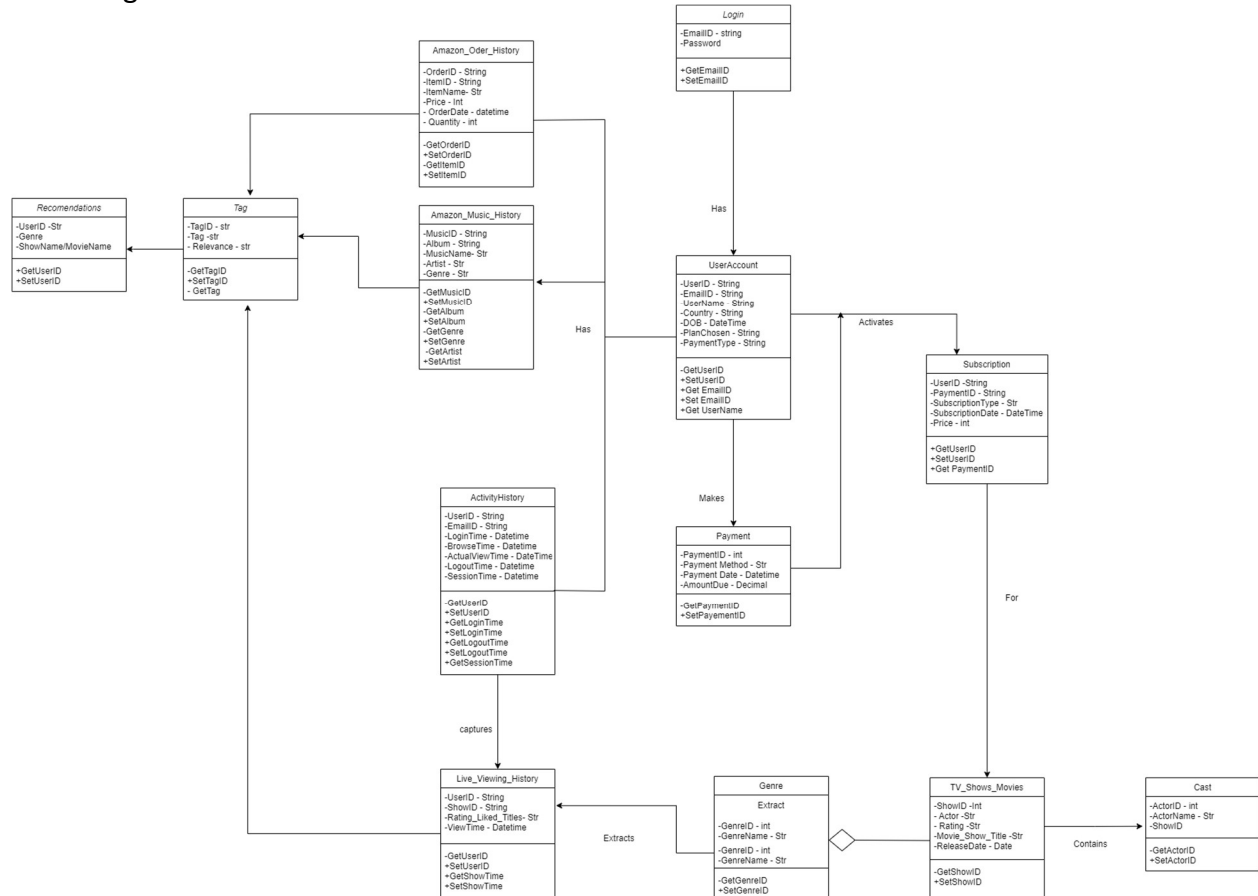 Login
-EmailID - string
-Password
+GetEmailID
+SetEmailID
Amazon_Oder_History
-OrderID - String
-ItemID - String
-ItemName- Str
-Price - Int
- OrderDate - datetime
- Quantity - int
-GetOrderID
+SetOrderID
-GetItemID
+SetItemID
Recomendations
-UserID -Str
-Genre
-ShowName/MovieName
+GetUserID
+SetUserID
Tag
-TagID - str
-Tag -str
- Relevance - str
-GetTagID
+SetTagID
- GetTag
Amazon_Music_History
-MusicID - String
-Album - String
-MusicName- Str
-Artist - Str
-Genre - Str
-GetMusicID
+SetMusicID
-GetAlbum
+SetAlbum
-GetGenre
+SetGenre
-GetArtist
+SetArtist
Has
Has
UserAccount
-UserID - String
-EmailID - String
-UserName - String
-Country - String
-DOB - DateTime
-PlanChosen - String
-PaymentType - String
-GetUserID
+SetUserID
+Get EmailID
+Set EmailID
+Get UserName
Activates
Subscription
-UserID -String
-PaymentID - String
-SubscriptionType - Str
-SubscriptionDate - DateTime
-Price - int
+GetUserID
+SetUserID
+Get PaymentID
ActivityHistory
-UserID - String
-EmailID - String
-LoginTime - Datetime
-BrowseTime - Datetime
-ActualViewTime - DateTime
-LogoutTime - Datetime
-SessionTime - Datetime
-GetUserID
+SetUserID
+GetLoginTime
+SetLoginTime
+GetLogoutTime
+SetLogoutTime
+GetSessionTime
Makes
Payment
-PaymentID - int
-Payment Method - Str
-Payment Date - Datetime
-AmountDue - Decimal
-GetPaymentID
+SetPayementID
For
captures
Live_Viewing_History
-UserID - String
-ShowID - String
-Rating_Liked_Titles- Str
-ViewTime - Datetime
-GetUserID
+SetUserID
+GetShowTime
+SetShowTime
Extracts
Genre
Extract
-GenreID - int
-GenreName - Str
-GenreID - int
-GenreName - Str
-GetGenreID
+SetGenreID
TV_Shows_Movies
-ShowID -Int
- Actor -Str
- Rating -Str
-Movie_Show_Title -Str
-ReleaseDate - Date
-GetShowID
+SetShowID
Contains
Cast
-ActorID - int
-ActorName - Str
-ShowID
-GetActorID
+SetActorID